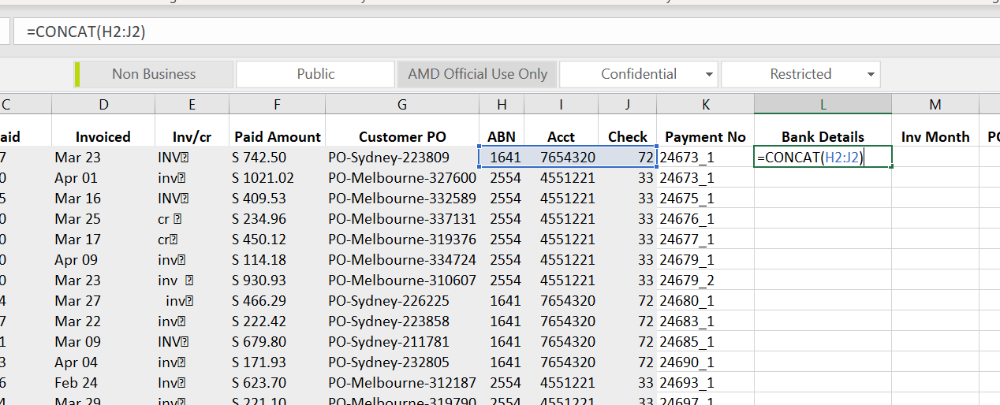 =CONCAT(H2:J2)
Non Business Public AMD Official Use Only Confidential Restricted
C D E F G H I J K L M
aid Invoiced Inv/cr Paid Amount Customer PO ABN Acct Check Payment No Bank Details Inv Month PO
7 Mar 23 INV S 742.50 PO-Sydney-223809 1641 7654320 72 24673_1 =CONCAT(H2:J2)
0 Apr 01 inv S 1021.02 PO-Melbourne-327600 2554 4551221 33 24673_1
5 Mar 16 INV S 409.53 PO-Melbourne-332589 2554 4551221 33 24675_1
0 Mar 25 cr S 234.96 PO-Melbourne-337131 2554 4551221 33 24676_1
0 Mar 17 cr S 450.12 PO-Melbourne-319376 2554 4551221 33 24677_1
0 Apr 09 inv S 114.18 PO-Melbourne-334724 2554 4551221 33 24679_1
0 Mar 23 inv S 930.93 PO-Melbourne-310607 2554 4551221 33 24679_2
4 Mar 27 inv S 466.29 PO-Sydney-226225 1641 7654320 72 24680_1
7 Mar 22 inv S 222.42 PO-Sydney-223858 1641 7654320 72 24683_1
1 Mar 09 INV S 679.80 PO-Sydney-211781 1641 7654320 72 24685_1
3 Apr 04 inv S 171.93 PO-Sydney-232805 1641 7654320 72 24690_1
6 Feb 24 Inv S 623.70 PO-Melbourne-312187 2554 4551221 33 24693_1
4 Mar 29 inv S 221.10 PO-Melbourne-319790 2554 4551221 33 24697_1